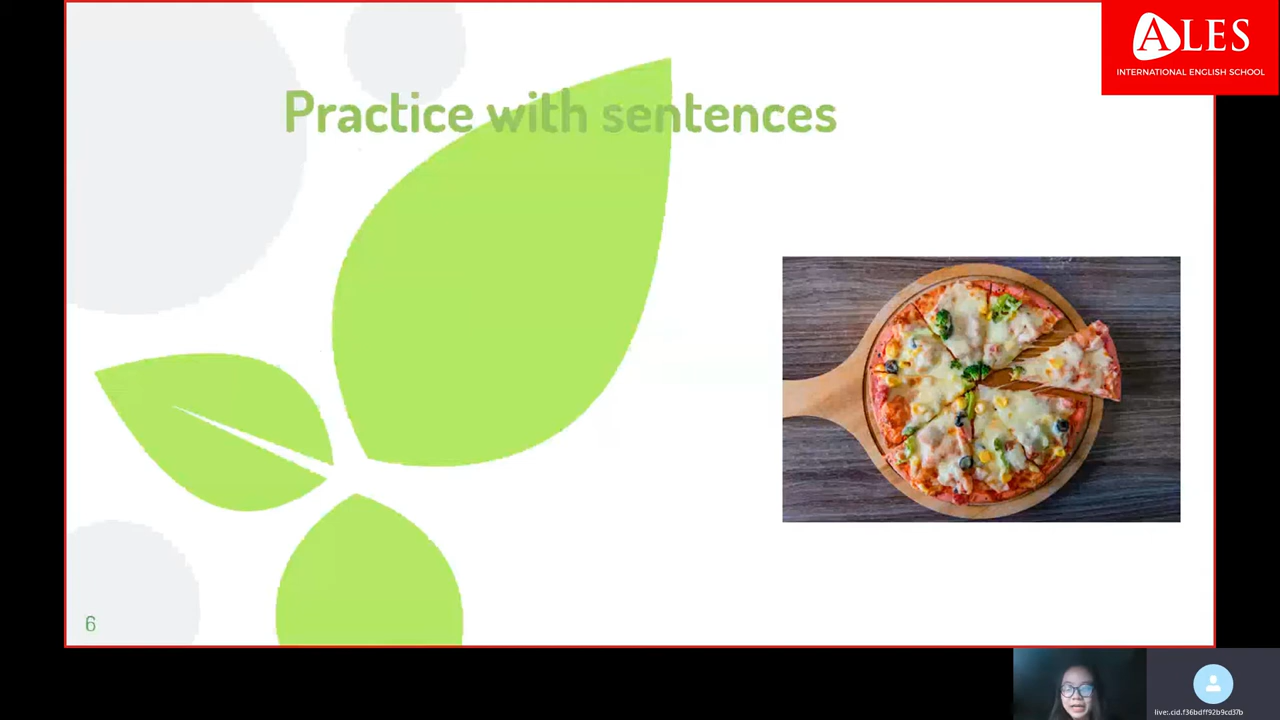 ALES
INTERNATIONAL ENGLISH SCHOOL
Practice with sentences
6
live:.cid.f36bdff92b9cd37b